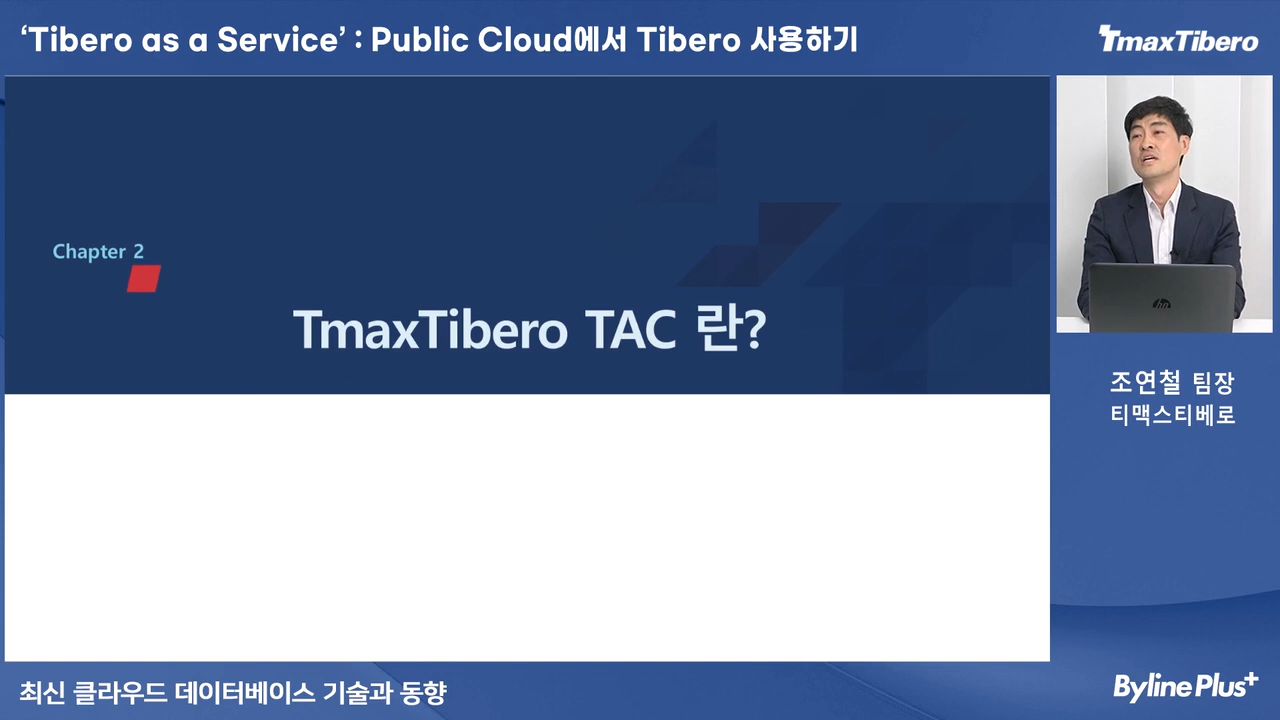 ‘Tibero as a Service’ : Public Cloud에서 Tibero 사용하기
TmaxTibero
Chapter 2
TmaxTibero TAC 란?
hp
조연철 팀장
티맥스티베로
최신 클라우드 데이터베이스 기술과 동향
Byline Plus+